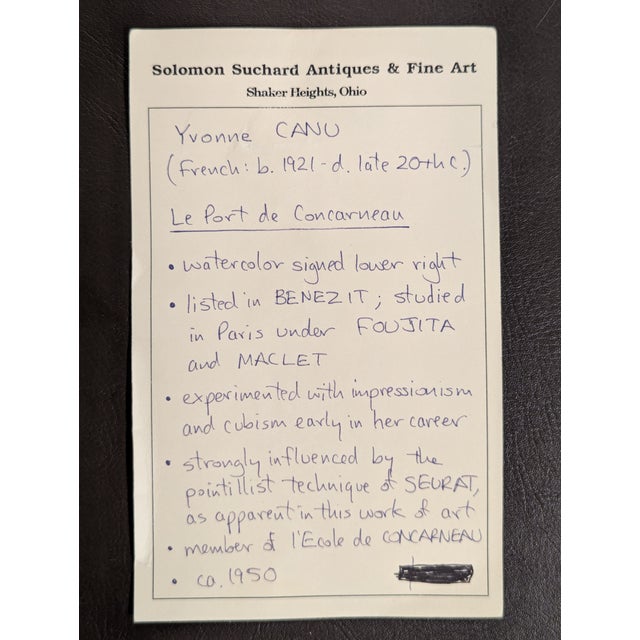 Solomon Suchard Antiques & Fine Art
Shaker Heights, Ohio
Yvonne CANU
(French: b. 1921 - d. late 20th c.)
Le Port de Concarneau
• watercolor signed lower right
• listed in BENEZIT; studied
in Paris under FOUJITA
and MACLET
• experimented with impressionism
and cubism early in her career
• strongly influenced by the
pointillist technique of SEURAT,
as apparent in this work of art
• member of l'Ecole de CONCARNEAU
• ca. 1950